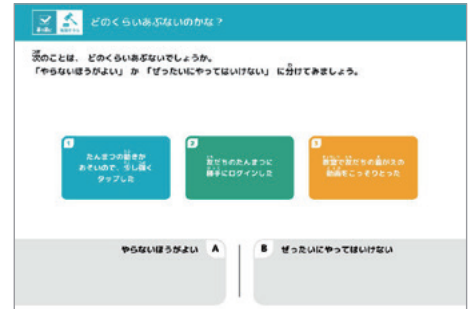 どのくらいあぶないのかな？
次のことは、どのくらいあぶないでしょうか。
「やらないほうがよい」か「ぜったいにやってはいけない」に分けてみましょう。
1
たんまつの動きが
おそいので、少し強く
タップした
2
友だちのたんまつに
勝手にログインした
3
教室で友だちの着がえの
動画をこっそりとった
やらないほうがよい A
B ぜったいにやってはいけない